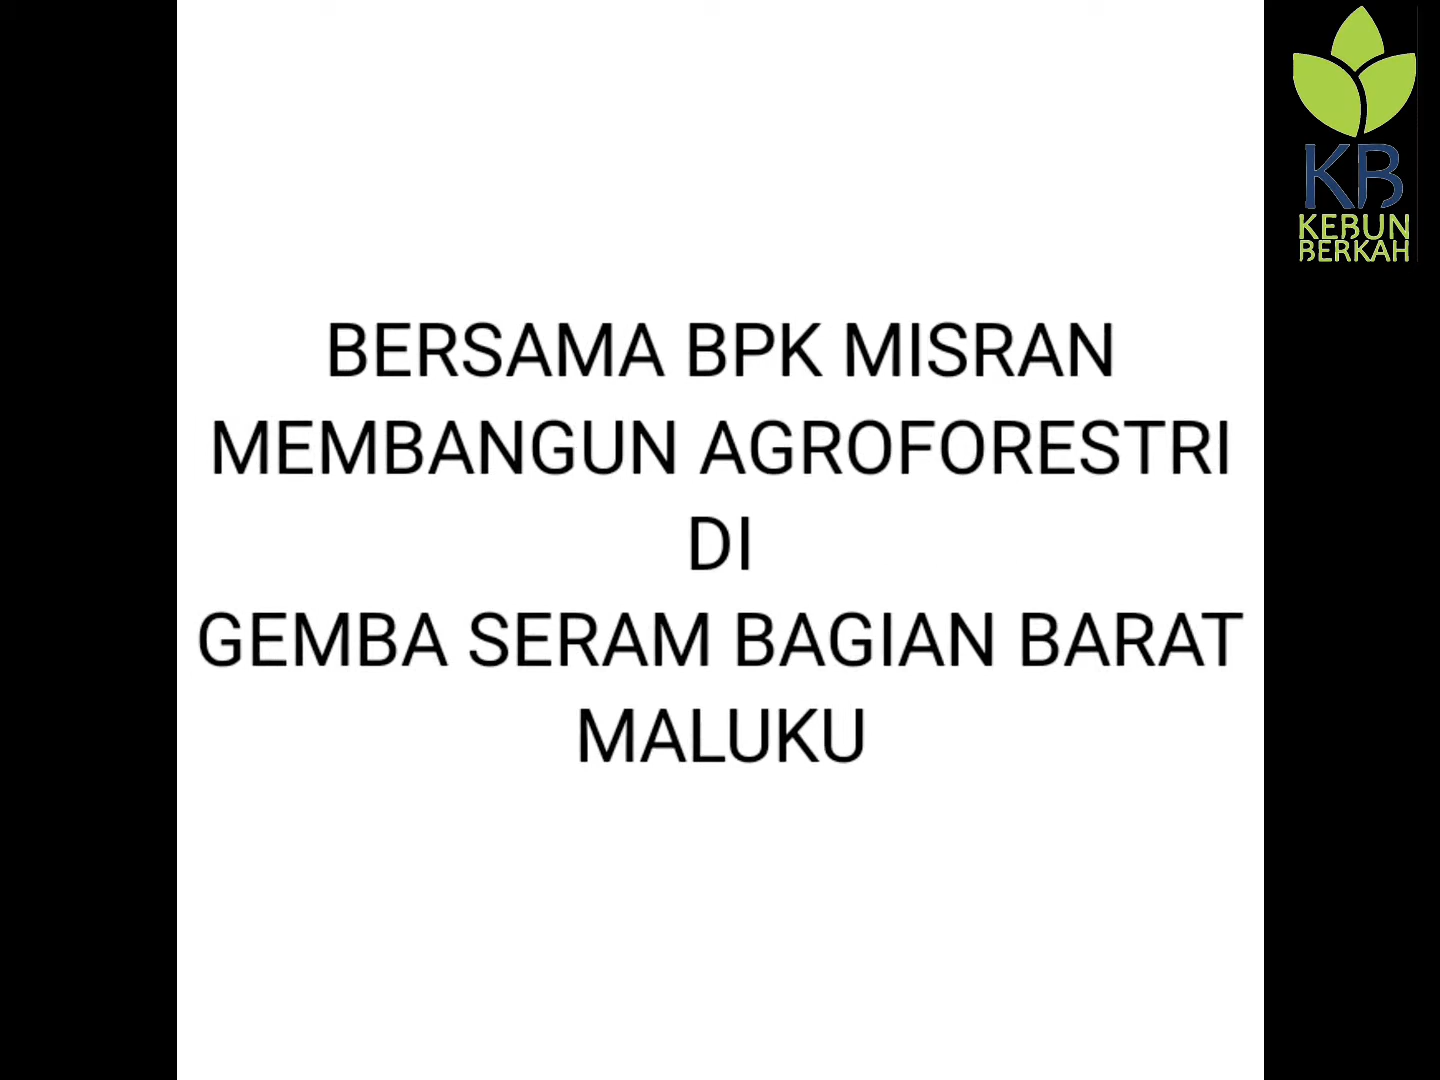 KB
KEBUN
BERKAH
BERSAMA BPK MISRAN
MEMBANGUN AGROFORESTRI
DI
GEMBA SERAM BAGIAN BARAT
MALUKU